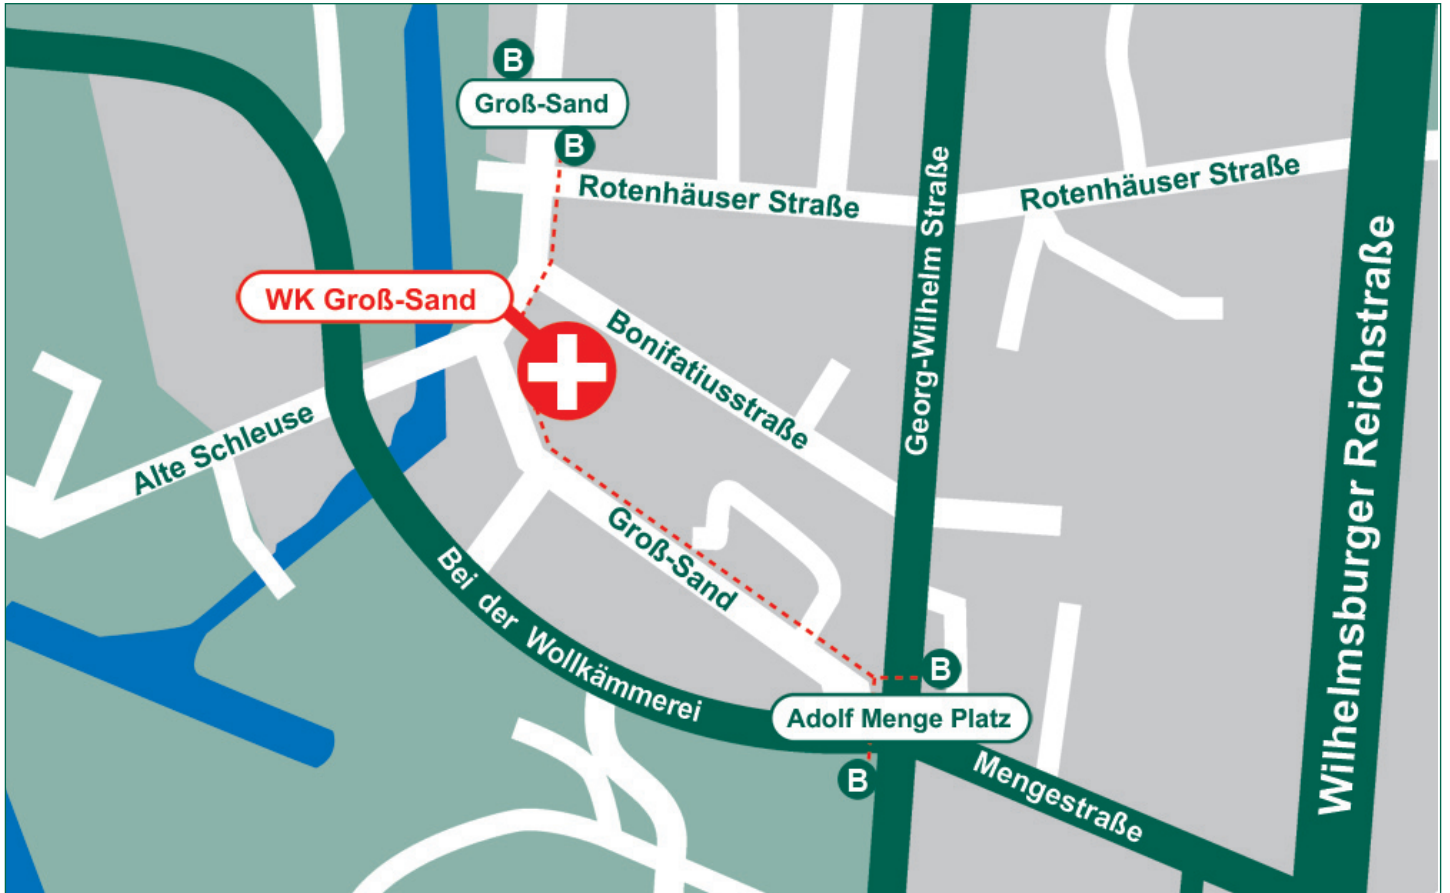 B
Groß-Sand
B
Rotenhäuser Straße
Rotenhäuser Straße
Georg-Wilhelm Straße
Wilhelmsburger Reichstraße
WK Groß-Sand
Bonifatiusstraße
Alte Schleuse
Groß-Sand
Bei der Wollkämmerei
B
Adolf Menge Platz
B
Mengestraße